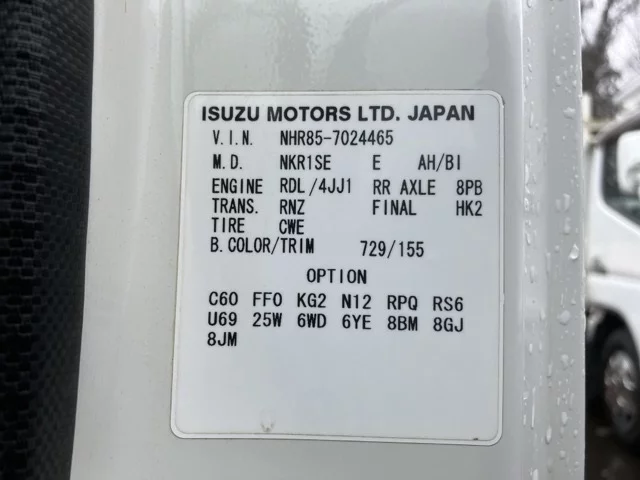 ISUZU MOTORS LTD. JAPAN
V.I.N. NHR85-7024465
M.D. NKR1SE E AH/BI
ENGINE RDL/4JJ1 RR AXLE 8PB
TRANS. RNZ FINAL HK2
TIRE CWE
B.COLOR/TRIM 729/155
OPTION
C60 FF0 KG2 N12 RPQ RS6
U69 25W 6WD 6YE 8BM 8GJ
8JM